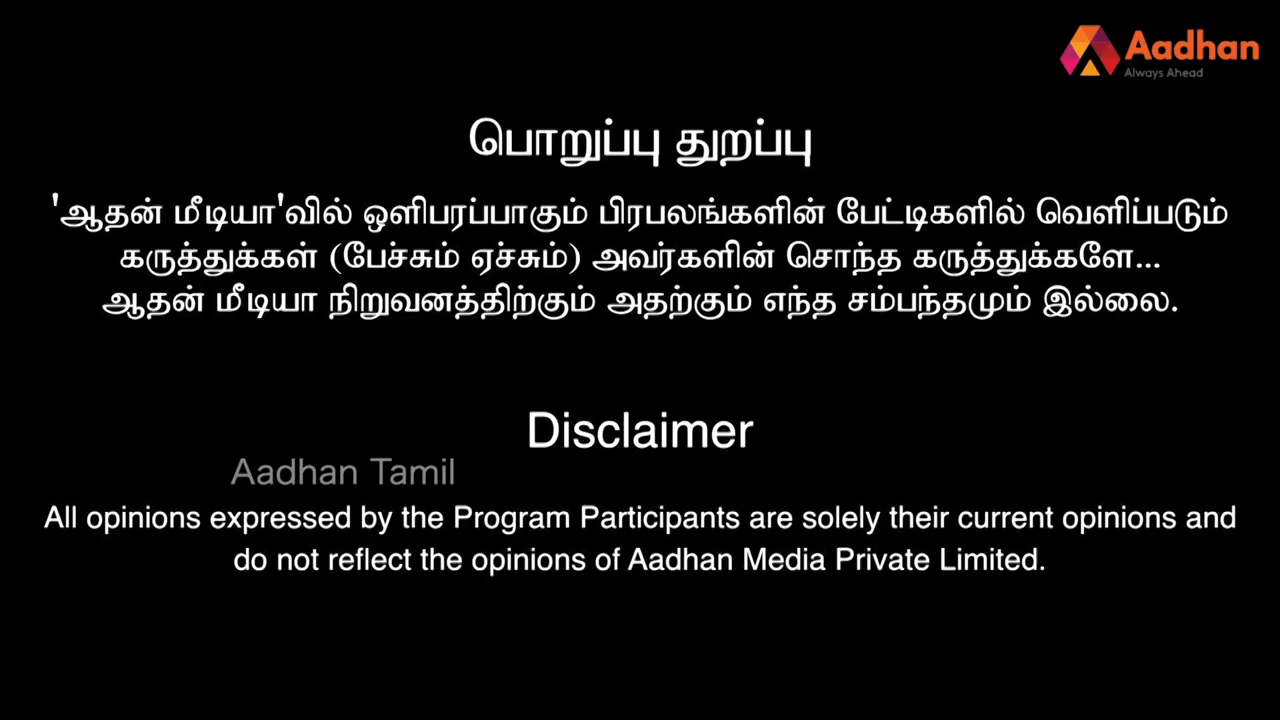 Aadhan
Always Ahead
பொறுப்பு துறப்பு
'ஆதன் மீடியா'வில் ஒளிபரப்பாகும் பிரபலங்களின் பேட்டிகளில் வெளிப்படும்
கருத்துக்கள் (பேச்சும் ஏச்சும்) அவர்களின் சொந்த கருத்துக்களே...
ஆதன் மீடியா நிறுவனத்திற்கும் அதற்கும் எந்த சம்பந்தமும் இல்லை.
Disclaimer
Aadhan Tamil
All opinions expressed by the Program Participants are solely their current opinions and
do not reflect the opinions of Aadhan Media Private Limited.